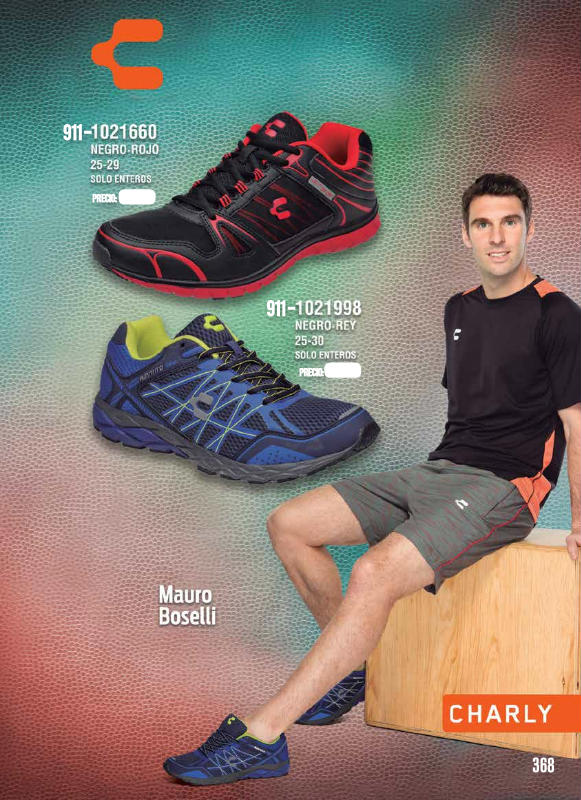 911-1021660
NEGRO-ROJO
25-29
SOLO ENTEROS
PRECIO:
911-1021998
NEGRO-REY
25-30
SOLO ENTEROS
PRECIO:
Mauro
Boselli
CHARLY
368